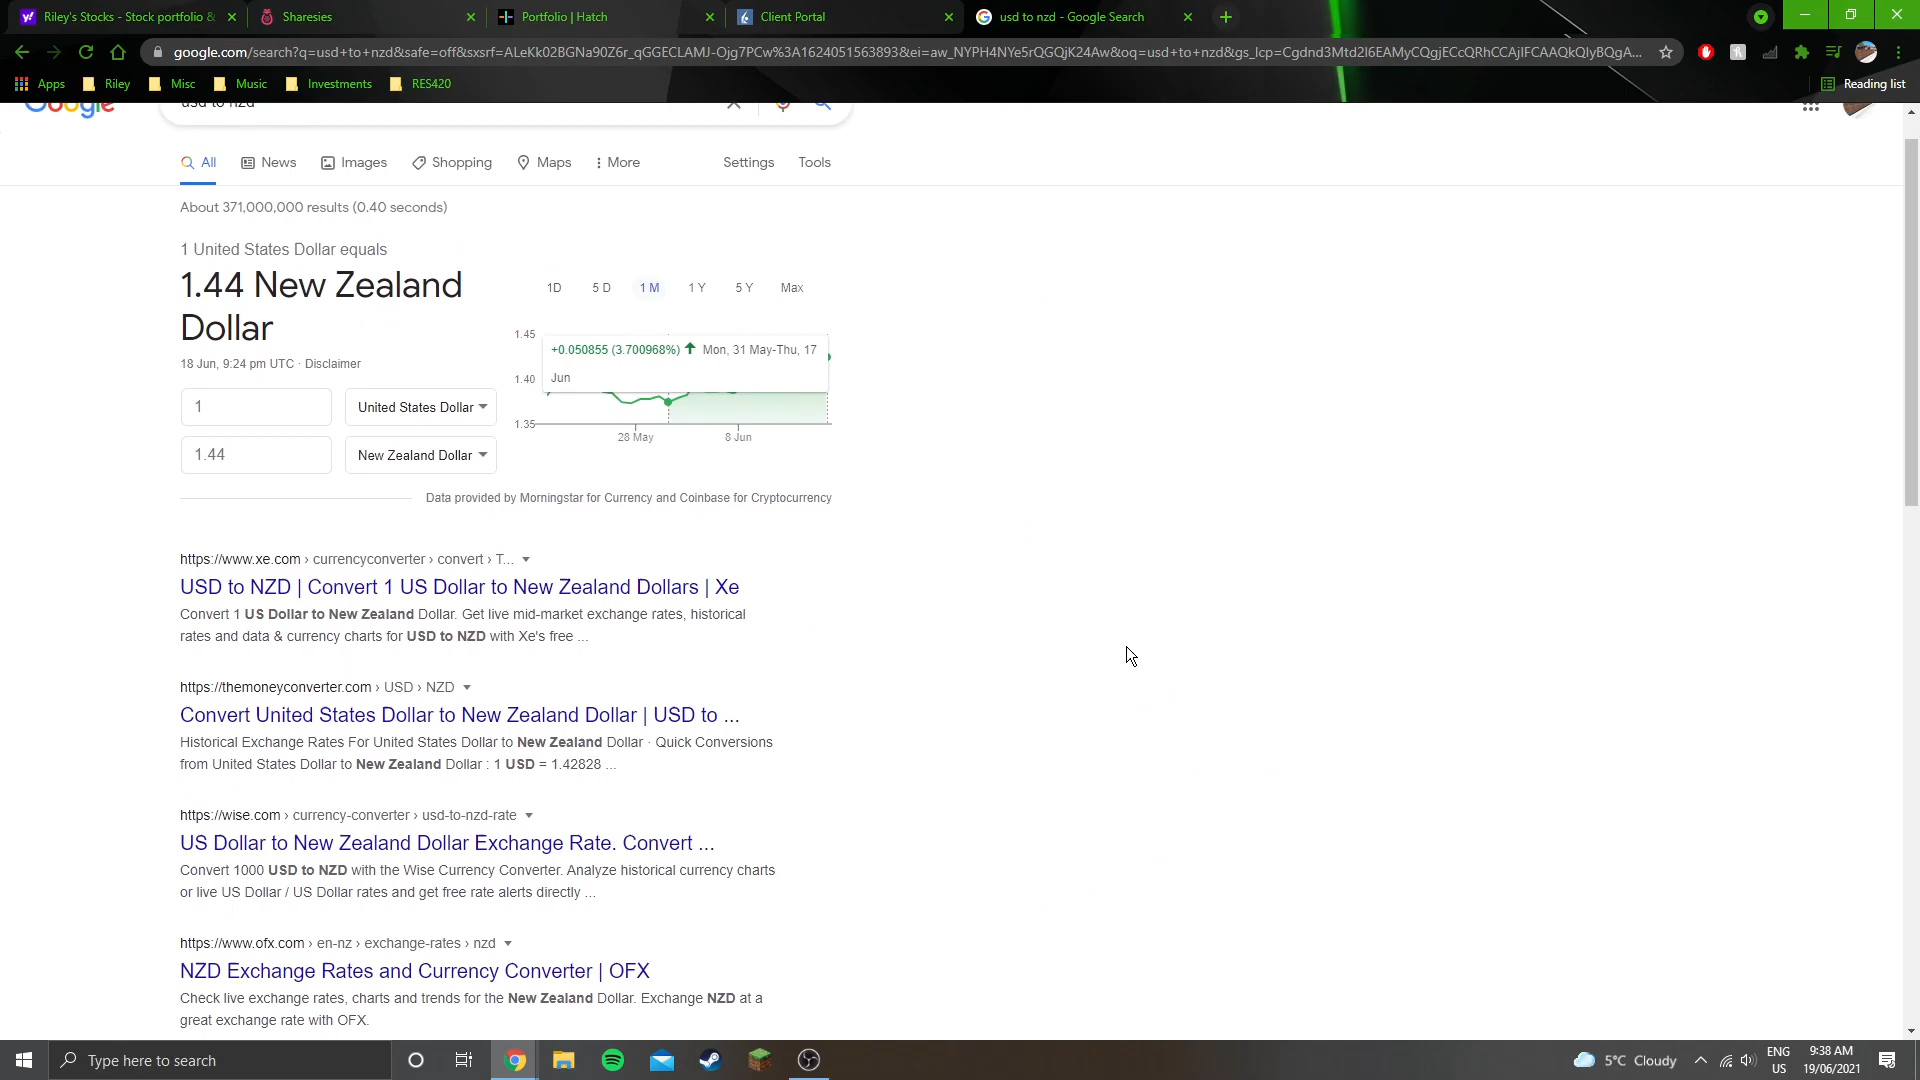 Riley's Stocks - Stock portfolio &
Sharesies
Portfolio | Hatch
Client Portal
usd to nzd - Google Search
google.com/search?q=usd+to+nzd&safe=off&sxsrf=ALeKk02BGNa90Z6r_qGGECLAMJ-Ojg7PCw%3A1624051563893&ei=aw_NYPH4NYe5rQGQjK24Aw&oq=usd+to+nzd&gs_lcp=Cgdnd3Mtd2l6EAMyCQgjECcQRhCCAjIFCAAQkQIyBQgA...
Apps
Riley
Misc
Music
Investments
RES420
Reading list
Google
usd to nzd
All
News
Images
Shopping
Maps
More
Settings
Tools
About 371,000,000 results (0.40 seconds)
1 United States Dollar equals
1.44 New Zealand
Dollar
18 Jun, 9:24 pm UTC · Disclaimer
1
United States Dollar
1.44
New Zealand Dollar
1D
5 D
1 M
1 Y
5 Y
Max
1.45
+0.050855 (3.700968%) Mon, 31 May-Thu, 17
Jun
1.40
1.35
28 May
8 Jun
Data provided by Morningstar for Currency and Coinbase for Cryptocurrency
https://www.xe.com › currencyconverter › convert › T...
USD to NZD | Convert 1 US Dollar to New Zealand Dollars | Xe
Convert 1 US Dollar to New Zealand Dollar. Get live mid-market exchange rates, historical
rates and data & currency charts for USD to NZD with Xe's free ...
https://themoneyconverter.com › USD › NZD
Convert United States Dollar to New Zealand Dollar | USD to ...
Historical Exchange Rates For United States Dollar to New Zealand Dollar · Quick Conversions
from United States Dollar to New Zealand Dollar : 1 USD = 1.42828 ...
https://wise.com › currency-converter › usd-to-nzd-rate
US Dollar to New Zealand Dollar Exchange Rate. Convert ...
Convert 1000 USD to NZD with the Wise Currency Converter. Analyze historical currency charts
or live US Dollar / US Dollar rates and get free rate alerts directly ...
https://www.ofx.com › en-nz › exchange-rates › nzd
NZD Exchange Rates and Currency Converter | OFX
Check live exchange rates, charts and trends for the New Zealand Dollar. Exchange NZD at a
great exchange rate with OFX.
Type here to search
5°C Cloudy
ENG
US
9:38 AM
19/06/2021